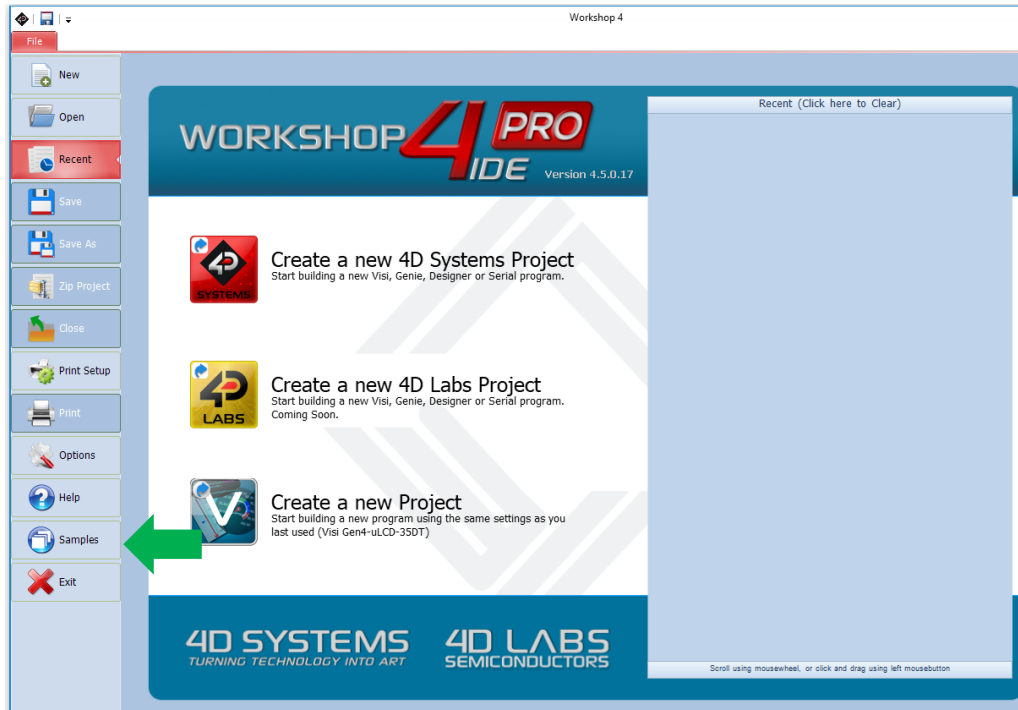 Workshop 4
File
New
Open
Recent
Save
Save As
Zip Project
Close
Print Setup
Print
Options
Help
Samples
Exit
WORKSHOP 4 PRO
IDE Version 4.5.0.17
Recent (Click here to Clear)
4D
SYSTEMS
Create a new 4D Systems Project
Start building a new Visi, Genie, Designer or Serial program.
4D
LABS
Create a new 4D Labs Project
Start building a new Visi, Genie, Designer or Serial program.
Coming Soon.
V
Create a new Project
Start building a new program using the same settings as you
last used (Visi Gen4-uLCD-35DT)
4D SYSTEMS
TURNING TECHNOLOGY INTO ART
4D LABS
SEMICONDUCTORS
Scroll using mousewheel, or click and drag using left mousebutton